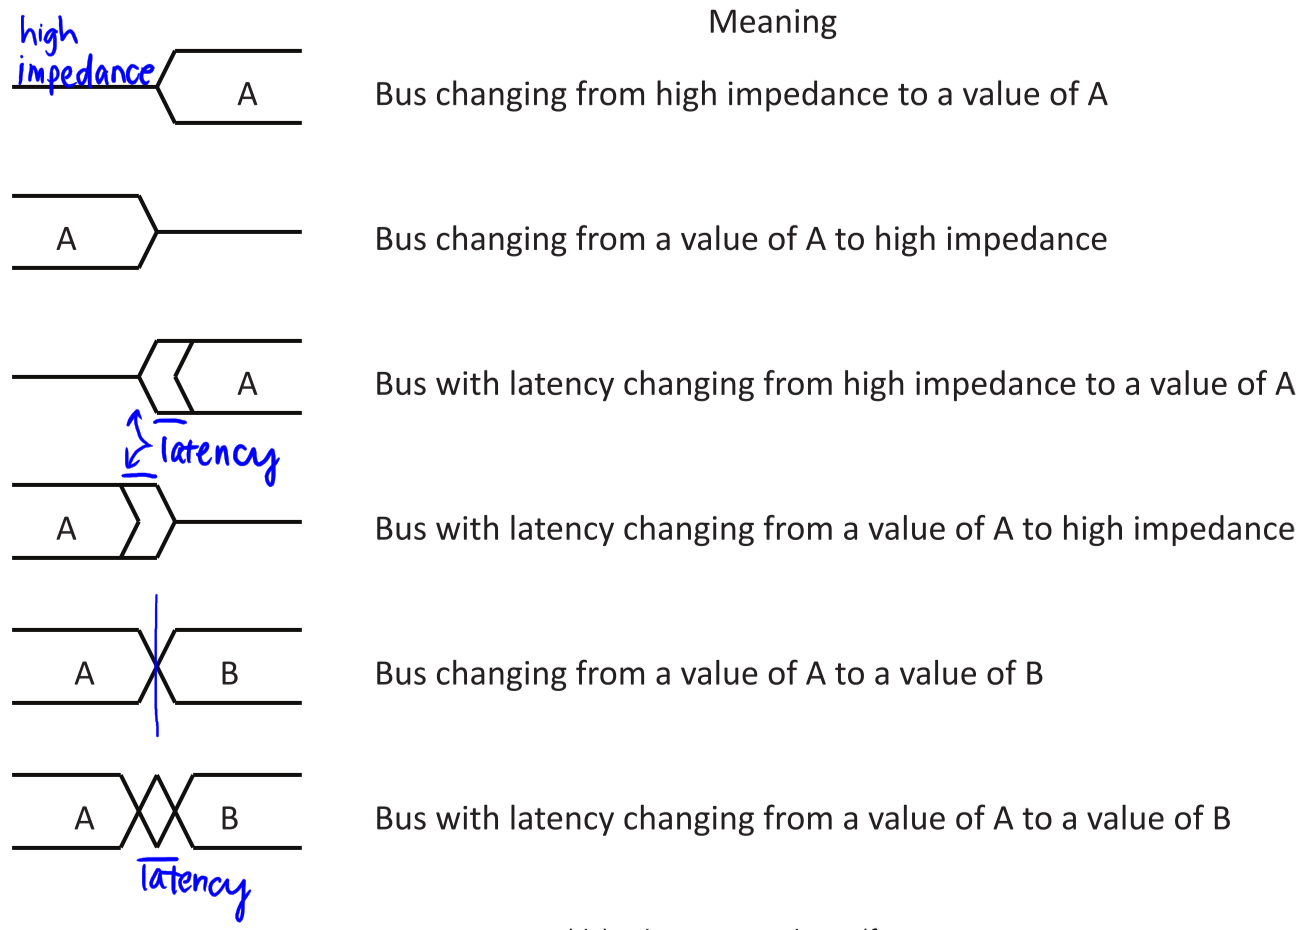 Meaning
high
impedance
A
Bus changing from high impedance to a value of A
A
Bus changing from a value of A to high impedance
A
Bus with latency changing from high impedance to a value of A
latency
A
Bus with latency changing from a value of A to high impedance
A B
Bus changing from a value of A to a value of B
A B
Bus with latency changing from a value of A to a value of B
latency